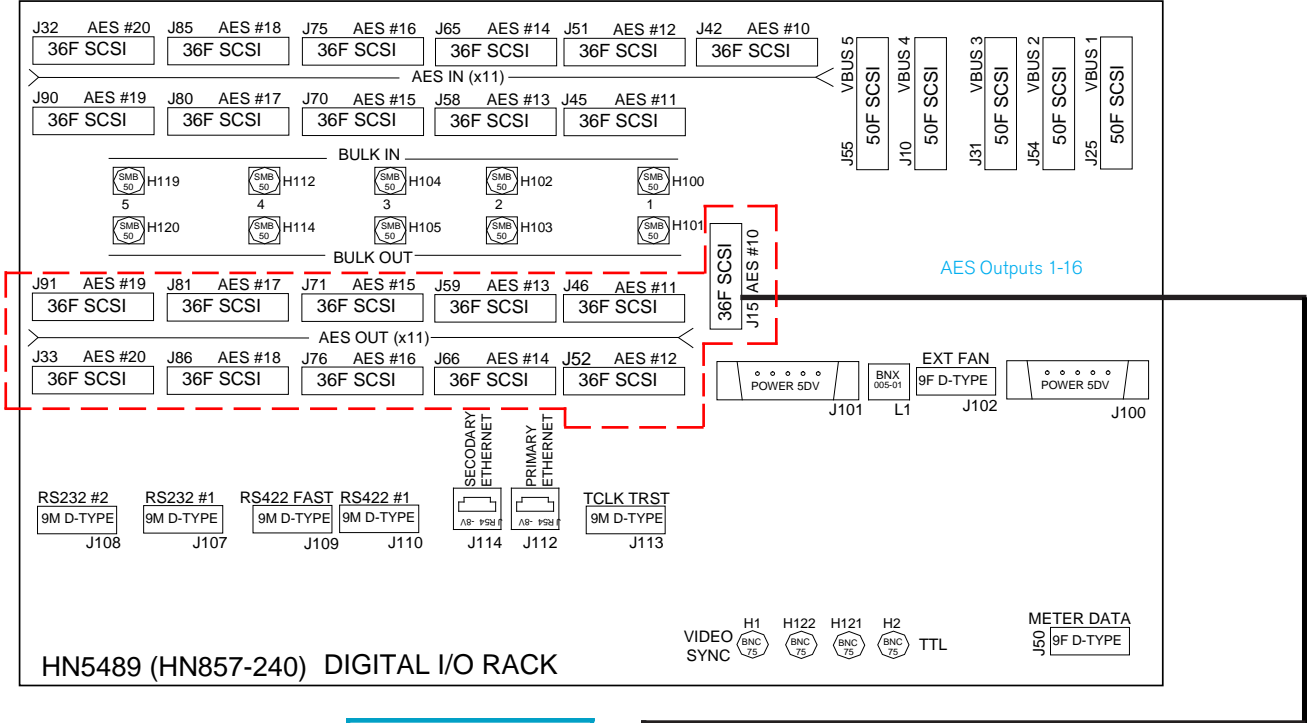 J32 AES #20 J85 AES #18 J75 AES #16 J65 AES #14 J51 AES #12 J42 AES #10
36F SCSI 36F SCSI 36F SCSI 36F SCSI 36F SCSI 36F SCSI
AES IN (x11)
J90 AES #19 J80 AES #17 J70 AES #15 J58 AES #13 J45 AES #11
36F SCSI 36F SCSI 36F SCSI 36F SCSI 36F SCSI
J55 VBUS 5
50F SCSI
J10 VBUS 4
50F SCSI
J31 VBUS 3
50F SCSI
J54 VBUS 2
50F SCSI
J25 VBUS 1
50F SCSI
BULK IN
SMB 50 H119 SMB 50 H112 SMB 50 H104 SMB 50 H102 SMB 50 H100
5 4 3 2 1
SMB 50 H120 SMB 50 H114 SMB 50 H105 SMB 50 H103 SMB 50 H101
BULK OUT
36F SCSI
J15 AES #10
AES Outputs 1-16
J91 AES #19 J81 AES #17 J71 AES #15 J59 AES #13 J46 AES #11
36F SCSI 36F SCSI 36F SCSI 36F SCSI 36F SCSI
AES OUT (x11)
J33 AES #20 J86 AES #18 J76 AES #16 J66 AES #14 J52 AES #12
36F SCSI 36F SCSI 36F SCSI 36F SCSI 36F SCSI
POWER 5DV
J101
BNX
005-01
L1
EXT FAN
9F D-TYPE
J102
POWER 5DV
J100
SECODARY
ETHERNET
PRIMARY
ETHERNET
RS232 #2 RS232 #1 RS422 FAST RS422 #1 TCLK TRST
9M D-TYPE 9M D-TYPE 9M D-TYPE 9M D-TYPE 9M D-TYPE
J RS4 -8V J RS4 -8V
J108 J107 J109 J110 J114 J112 J113
H1 H122 H121 H2
VIDEO
SYNC
BNC 75 BNC 75 BNC 75 BNC 75 TTL
METER DATA
J50 9F D-TYPE
HN5489 (HN857-240) DIGITAL I/O RACK